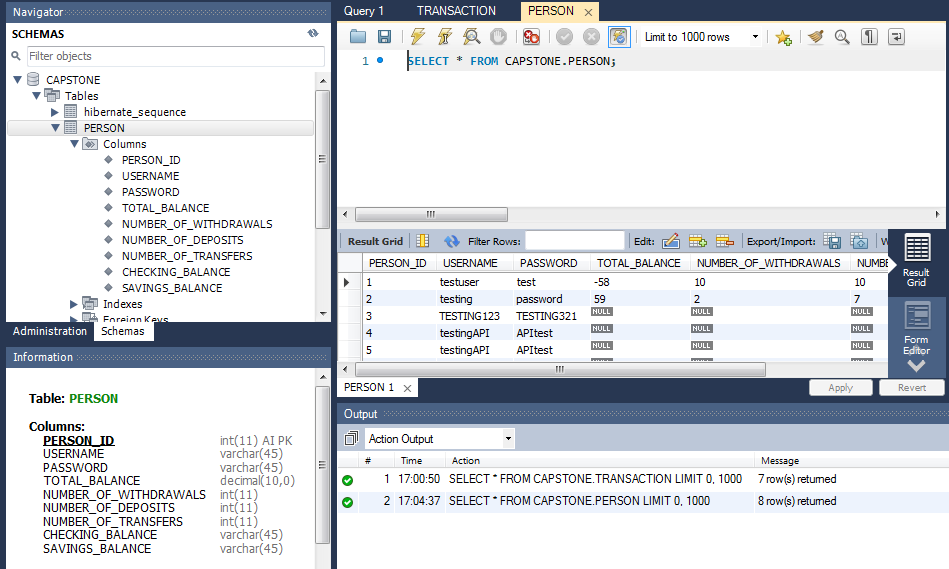 Navigator
SCHEMAS
Filter objects
CAPSTONE
Tables
hibernate_sequence
PERSON
Columns
PERSON_ID
USERNAME
PASSWORD
TOTAL_BALANCE
NUMBER_OF_WITHDRAWALS
NUMBER_OF_DEPOSITS
NUMBER_OF_TRANSFERS
CHECKING_BALANCE
SAVINGS_BALANCE
Indexes
Foreign Keys
Administration Schemas
Information
Table: PERSON
Columns:
PERSON_ID int(11) AI PK
USERNAME varchar(45)
PASSWORD varchar(45)
TOTAL_BALANCE decimal(10,0)
NUMBER_OF_WITHDRAWALS int(11)
NUMBER_OF_DEPOSITS int(11)
NUMBER_OF_TRANSFERS int(11)
CHECKING_BALANCE varchar(45)
SAVINGS_BALANCE varchar(45)
Query 1 TRANSACTION PERSON
Limit to 1000 rows
1 SELECT * FROM CAPSTONE.PERSON;
Result Grid Filter Rows: Edit: Export/Import: W
PERSON_ID USERNAME PASSWORD TOTAL_BALANCE NUMBER_OF_WITHDRAWALS NUMBE
1 testuser test -58 10 10
2 testing password 59 2 7
3 TESTING123 TESTING321 NULL NULL NULL
4 testingAPI APItest NULL NULL NULL
5 testingAPI APItest NULL NULL NULL
Result
Grid
Form
Editor
PERSON 1
Apply Revert
Output
Action Output
# Time Action Message
1 17:00:50 SELECT * FROM CAPSTONE.TRANSACTION LIMIT 0, 1000 7 row(s) returned
2 17:04:37 SELECT * FROM CAPSTONE.PERSON LIMIT 0, 1000 8 row(s) returned